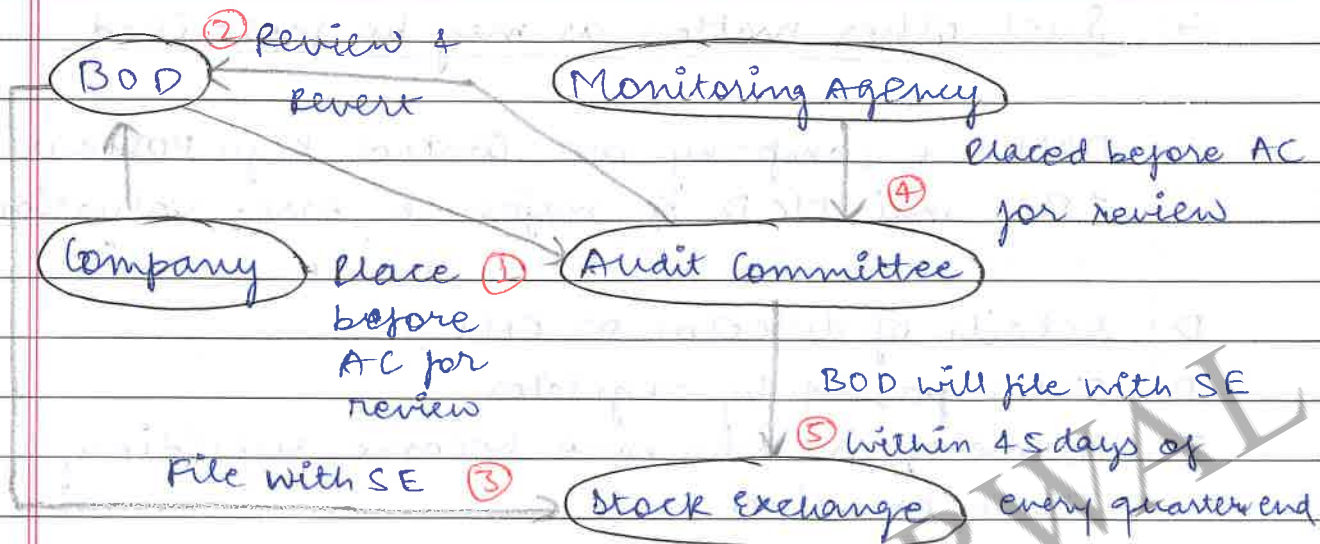 ② Review &
Revert
BOD
Monitoring Agency
Placed before AC
④ for review
Company
Place ①
before
AC for
review
Audit Committee
BOD will file with SE
⑤ within 45 days of
every quarter end
File with SE ③
Stock Exchange